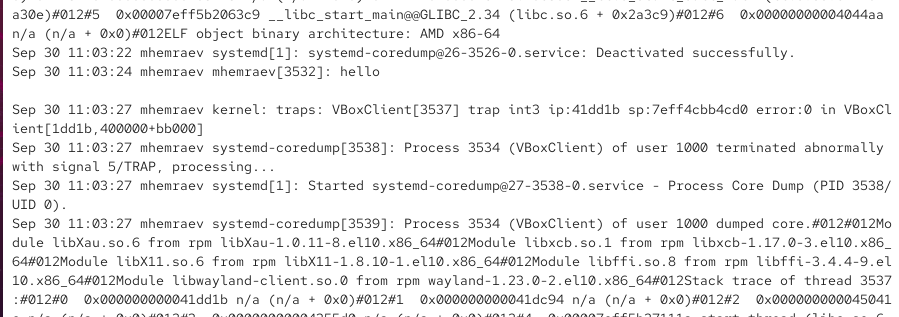 a30e)#012#5  0x00007eff5b2063c9 __libc_start_main@@GLIBC_2.34 (libc.so.6 + 0x2a3c9)#012#6  0x00000000004044aa
n/a (n/a + 0x0)#012ELF object binary architecture: AMD x86-64
Sep 30 11:03:22 mhemraev systemd[1]: systemd-coredump@26-3526-0.service: Deactivated successfully.
Sep 30 11:03:24 mhemraev mhemraev[3532]: hello
Sep 30 11:03:27 mhemraev kernel: traps: VBoxClient[3537] trap int3 ip:41dd1b sp:7eff4cbb4cd0 error:0 in VBoxCl
ient[1dd1b,400000+bb000]
Sep 30 11:03:27 mhemraev systemd-coredump[3538]: Process 3534 (VBoxClient) of user 1000 terminated abnormally
with signal 5/TRAP, processing...
Sep 30 11:03:27 mhemraev systemd[1]: Started systemd-coredump@27-3538-0.service - Process Core Dump (PID 3538/
UID 0).
Sep 30 11:03:27 mhemraev systemd-coredump[3539]: Process 3534 (VBoxClient) of user 1000 dumped core.#012#012Mo
dule libXau.so.6 from rpm libXau-1.0.11-8.el10.x86_64#012Module libxcb.so.1 from rpm libxcb-1.17.0-3.el10.x86_
64#012Module libX11.so.6 from rpm libX11-1.8.10-1.el10.x86_64#012Module libffi.so.8 from rpm libffi-3.4.4-9.el
10.x86_64#012Module libwayland-client.so.0 from rpm wayland-1.23.0-2.el10.x86_64#012Stack trace of thread 3537
:#012#0  0x000000000041dd1b n/a (n/a + 0x0)#012#1  0x000000000041dc94 n/a (n/a + 0x0)#012#2  0x000000000045041